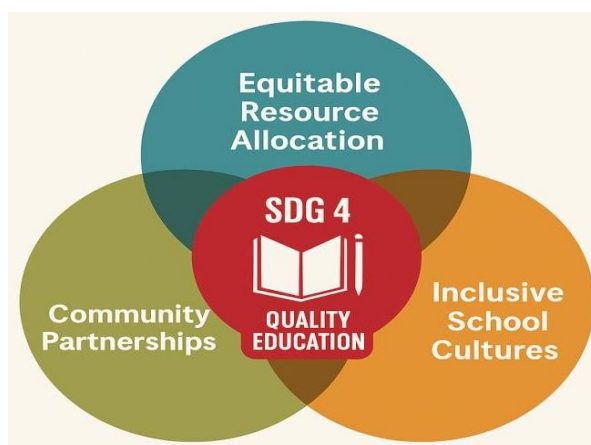 Equitable
Resource
Allocation
SDG 4
QUALITY
EDUCATION
Community
Partnerships
Inclusive
School
Cultures